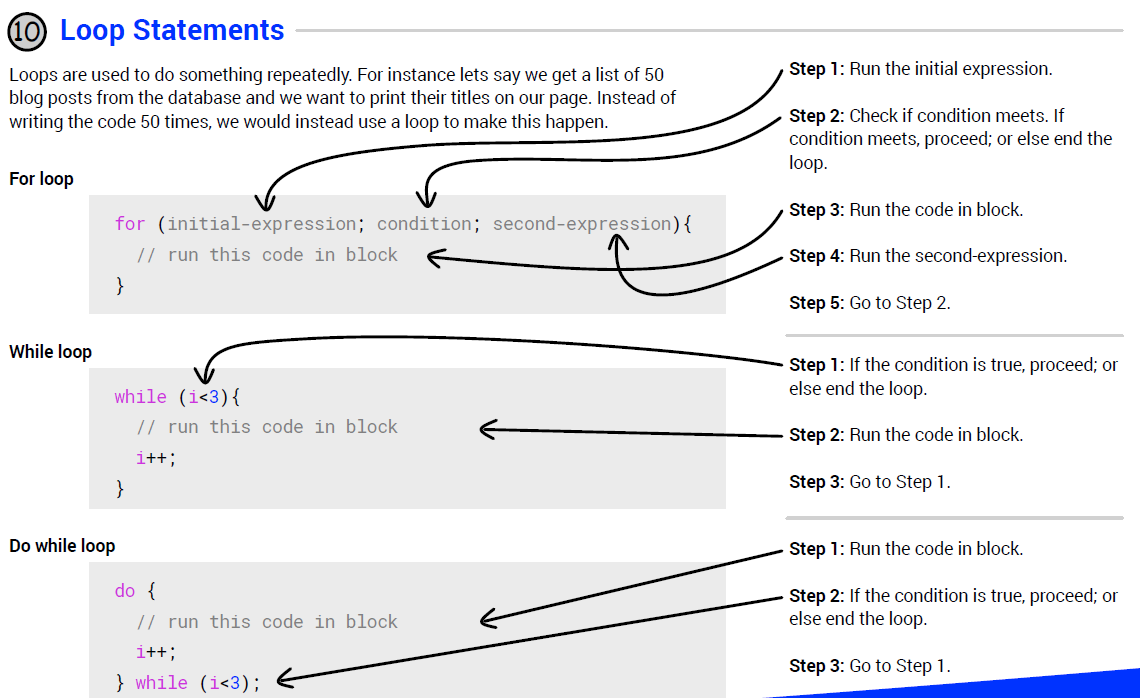 10 Loop Statements
Loops are used to do something repeatedly. For instance lets say we get a list of 50
blog posts from the database and we want to print their titles on our page. Instead of
writing the code 50 times, we would instead use a loop to make this happen.
For loop
for (initial-expression; condition; second-expression){
// run this code in block
}
Step 1: Run the initial expression.
Step 2: Check if condition meets. If
condition meets, proceed; or else end the
loop.
Step 3: Run the code in block.
Step 4: Run the second-expression.
Step 5: Go to Step 2.
While loop
while (i<3){
// run this code in block
i++;
}
Step 1: If the condition is true, proceed; or
else end the loop.
Step 2: Run the code in block.
Step 3: Go to Step 1.
Do while loop
do {
// run this code in block
i++;
} while (i<3);
Step 1: Run the code in block.
Step 2: If the condition is true, proceed; or
else end the loop.
Step 3: Go to Step 1.